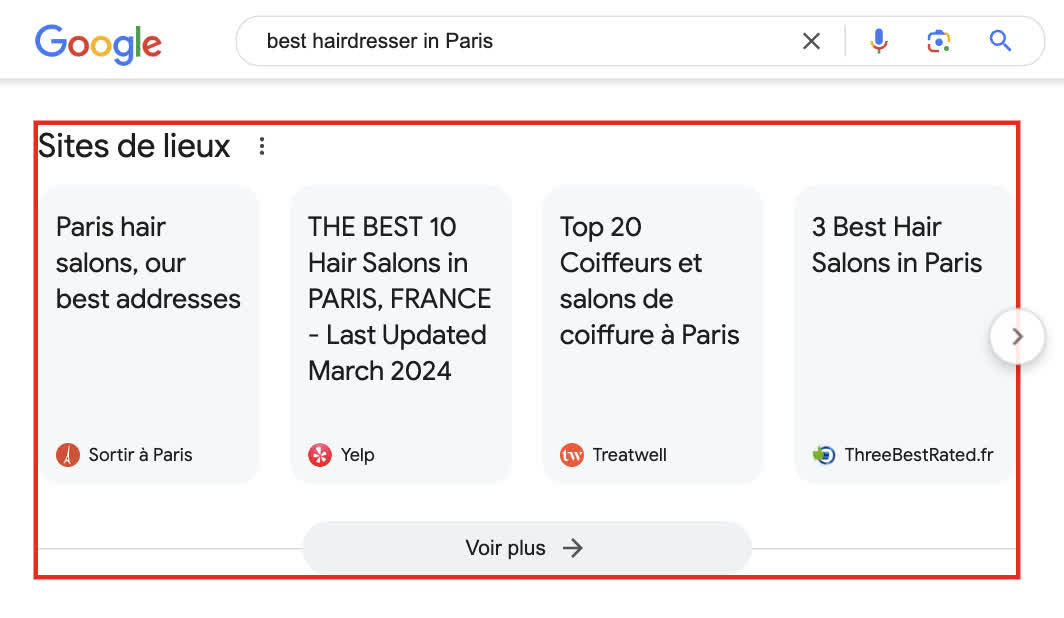 Google
best hairdresser in Paris
Sites de lieux
Paris hair
salons, our
best addresses
Sortir à Paris
THE BEST 10
Hair Salons in
PARIS, FRANCE
- Last Updated
March 2024
Yelp
Top 20
Coiffeurs et
salons de
coiffure à Paris
tw
Treatwell
3 Best Hair
Salons in Paris
ThreeBestRated.fr
Voir plus